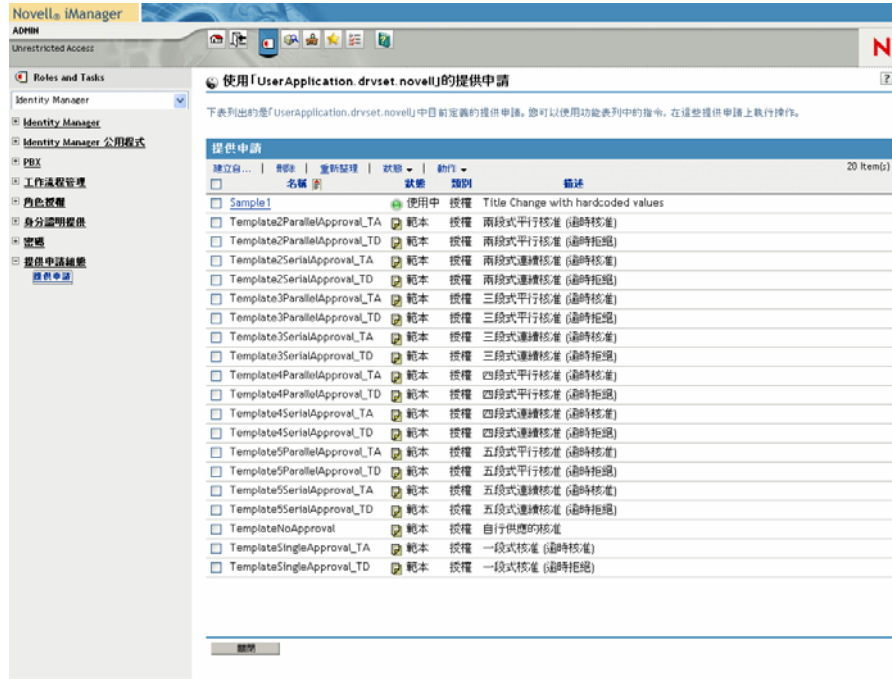 Novell® iManager
ADMIN
Unrestricted Access
N
Roles and Tasks
Identity Manager
Identity Manager
Identity Manager 公用程式
PBX
工作流程管理
角色授權
身分證明提供
密碼
提供申請組態
提供申請
使用「UserApplication.drvset.novell」的提供申請
?
下表列出的是「UserApplication.drvset.novell」中目前定義的提供申請。您可以使用功能表列中的指令, 在這些提供申請上執行操作。
提供申請
建立自... | 刪除 | 重新整理 | 狀態 | 動作 20 Item(s)
名稱 狀態 類別 描述
Sample1 使用中 授權 Title Change with hardcoded values
Template2ParallelApproval_TA 範本 授權 兩段式平行核准 (逾時核准)
Template2ParallelApproval_TD 範本 授權 兩段式平行核准 (逾時拒絕)
Template2SerialApproval_TA 範本 授權 兩段式連續核准 (逾時核准)
Template2SerialApproval_TD 範本 授權 兩段式連續核准 (逾時拒絕)
Template3ParallelApproval_TA 範本 授權 三段式平行核准 (逾時核准)
Template3ParallelApproval_TD 範本 授權 三段式平行核准 (逾時拒絕)
Template3SerialApproval_TA 範本 授權 三段式連續核准 (逾時核准)
Template3SerialApproval_TD 範本 授權 三段式連續核准 (逾時拒絕)
Template4ParallelApproval_TA 範本 授權 四段式平行核准 (逾時核准)
Template4ParallelApproval_TD 範本 授權 四段式平行核准 (逾時拒絕)
Template4SerialApproval_TA 範本 授權 四段式連續核准 (逾時核准)
Template4SerialApproval_TD 範本 授權 四段式連續核准 (逾時拒絕)
Template5ParallelApproval_TA 範本 授權 五段式平行核准 (逾時核准)
Template5ParallelApproval_TD 範本 授權 五段式平行核准 (逾時拒絕)
Template5SerialApproval_TA 範本 授權 五段式連續核准 (逾時核准)
Template5SerialApproval_TD 範本 授權 五段式連續核准 (逾時拒絕)
TemplateNoApproval 範本 授權 自行供應的核准
TemplateSingleApproval_TA 範本 授權 一段式核准 (逾時核准)
TemplateSingleApproval_TD 範本 授權 一段式核准 (逾時拒絕)
關閉